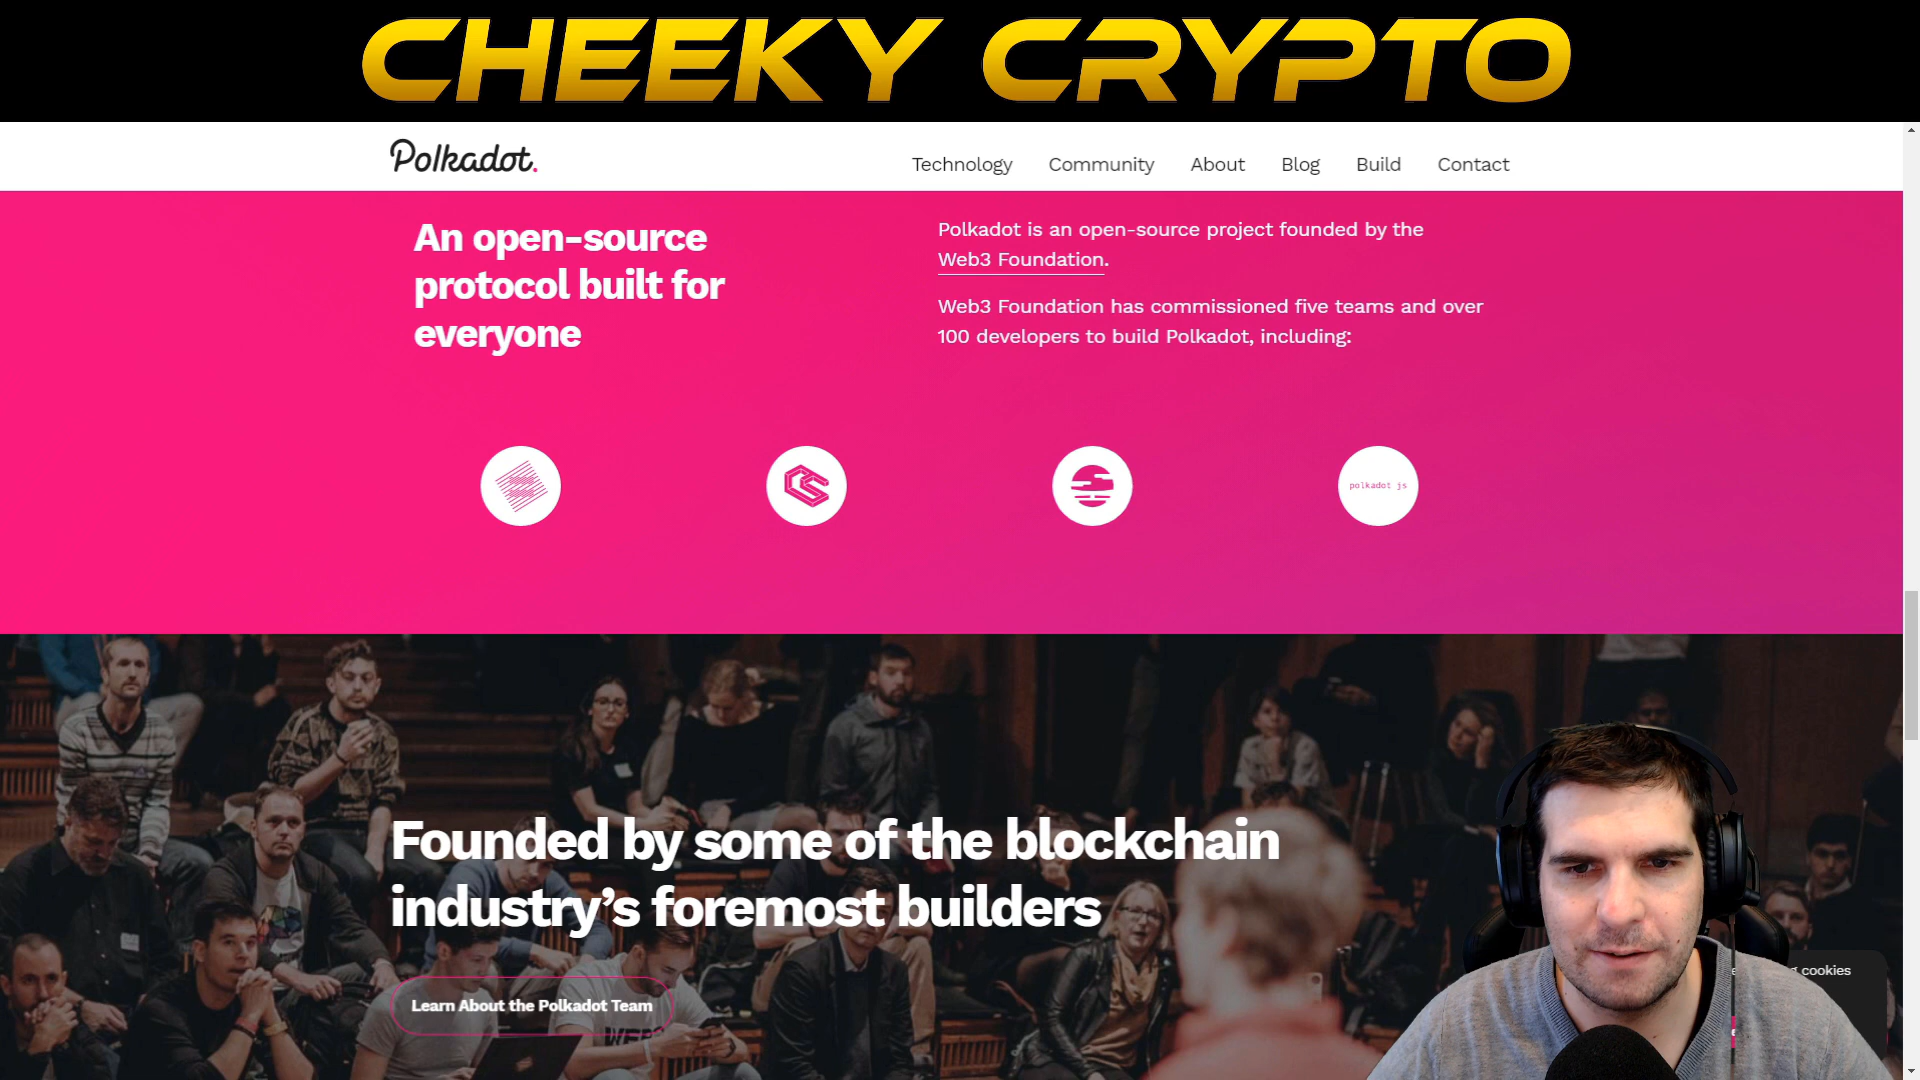 CHEEKY CRYPTO
Polkadot.
Technology Community About Blog Build Contact
An open-source
protocol built for
everyone
Polkadot is an open-source project founded by the
Web3 Foundation.
Web3 Foundation has commissioned five teams and over
100 developers to build Polkadot, including:
polkadot js
Founded by some of the blockchain
industry’s foremost builders
cookies
Learn About the Polkadot Team